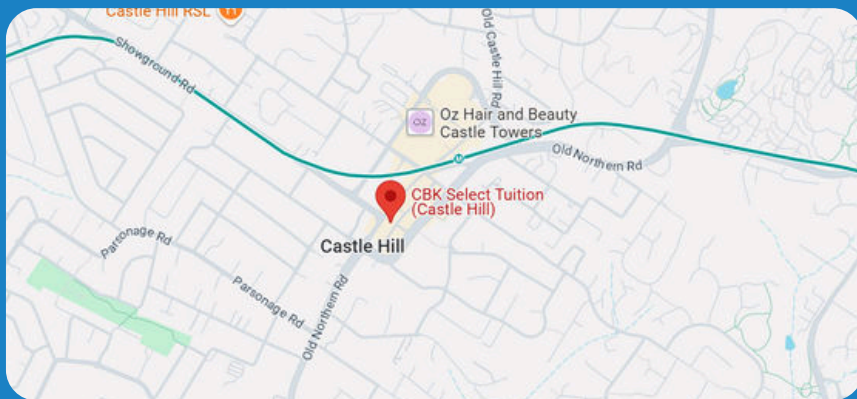 Castle Hill RSL
Showground Rd
Old Castle Hill Rd
OZ
Oz Hair and Beauty
Castle Towers
M
Old Northern Rd
CBK Select Tuition
(Castle Hill)
Castle Hill
Parsonage Rd
Parsonage Rd
Old Northern Rd